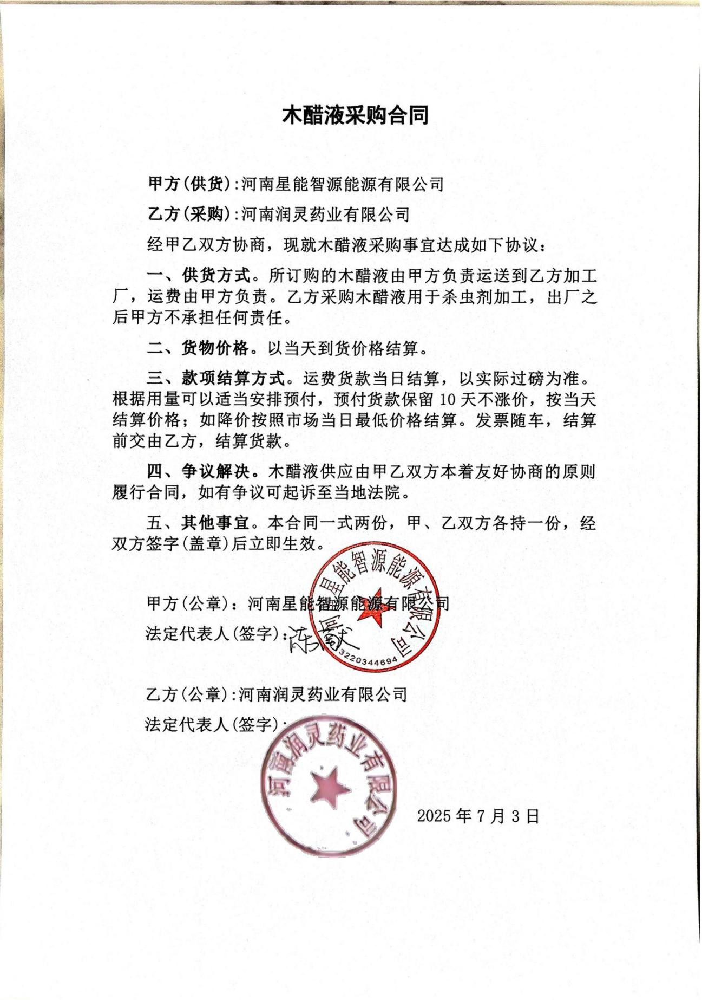 木醋液采购合同
甲方(供货):河南星能智源能源有限公司
乙方(采购):河南润灵药业有限公司
经甲乙双方协商，现就木醋液采购事宜达成如下协议：
一、供货方式。所订购的木醋液由甲方负责运送到乙方加工
厂，运费由甲方负责。乙方采购木醋液用于杀虫剂加工，出厂之
后甲方不承担任何责任。
二、货物价格。以当天到货价格结算。
三、款项结算方式。运费货款当日结算，以实际过磅为准。
根据用量可以适当安排预付，预付货款保留 10 天不涨价，按当天
结算价格；如降价按照市场当日最低价格结算。发票随车，结算
前交由乙方，结算货款。
四、争议解决。木醋液供应由甲乙双方本着友好协商的原则
履行合同，如有争议可起诉至当地法院。
五、其他事宜。本合同一式两份，甲、乙双方各持一份，经
双方签字(盖章)后立即生效。
甲方(公章)：河南星能智源能源有限公司
河南星能智源能源有限公司
法定代表人(签字):陈
3220344694
乙方(公章):河南润灵药业有限公司
法定代表人(签字):
河南润灵药业有限公司
2025 年 7 月 3 日